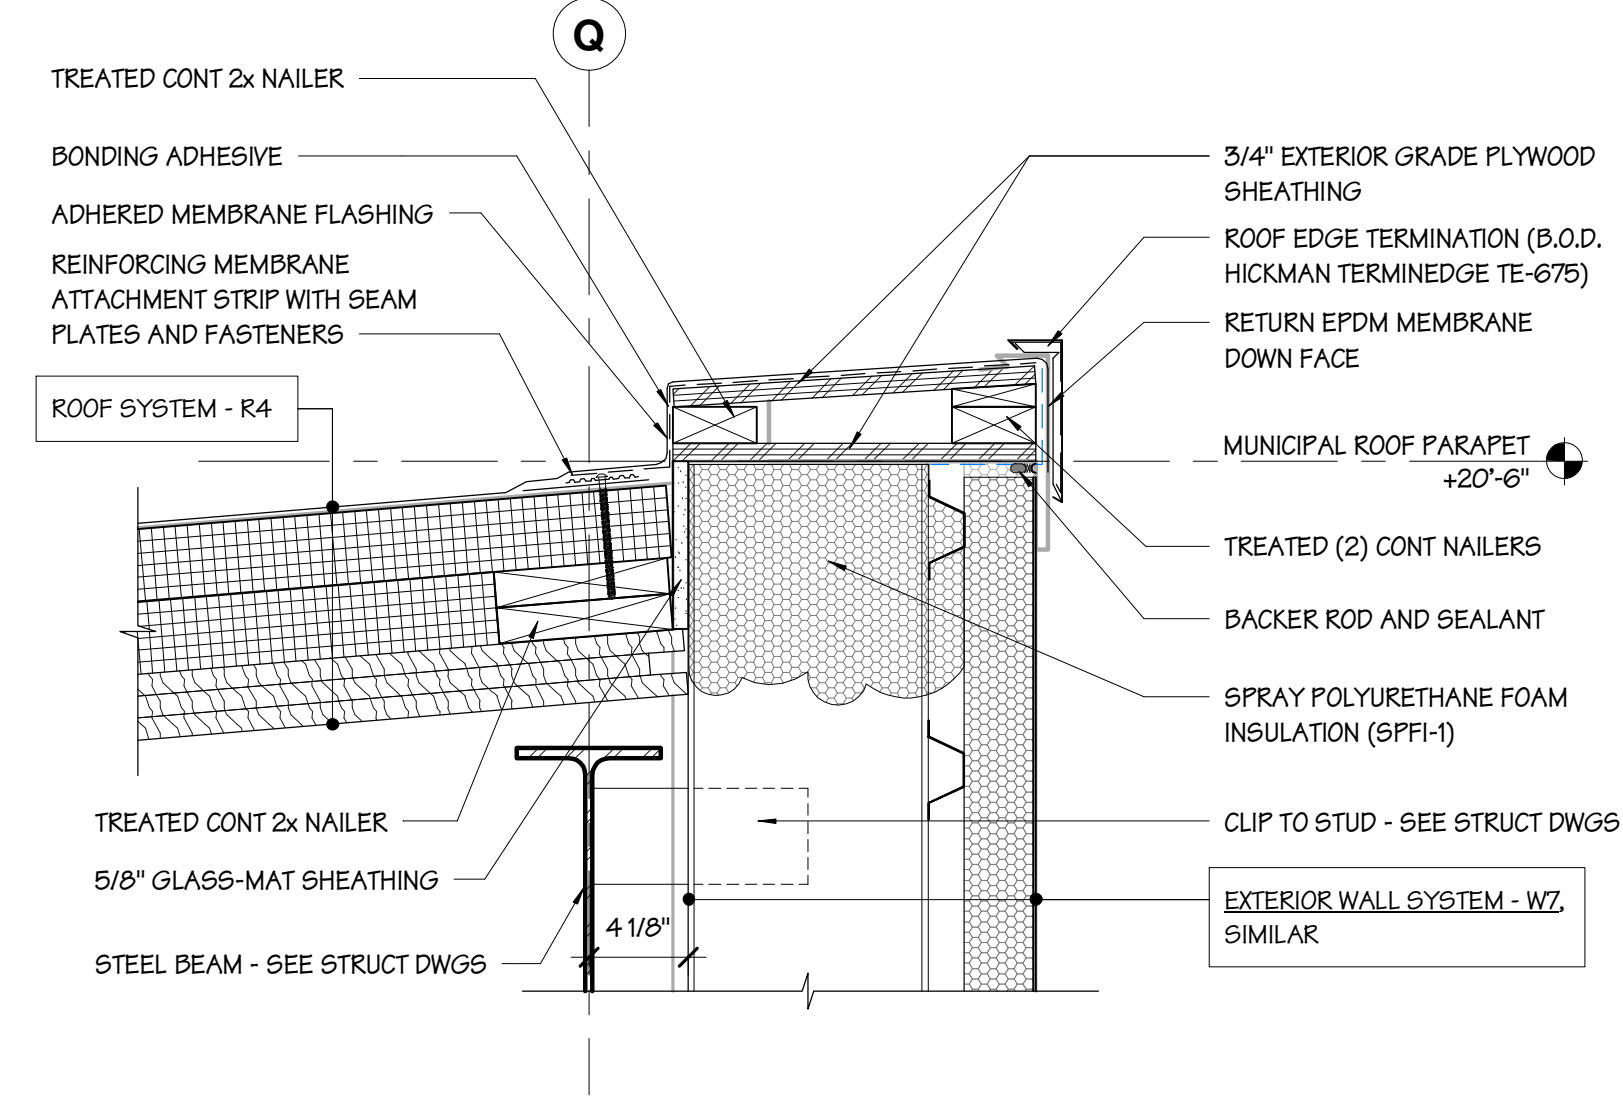 Q
TREATED CONT 2x NAILER
BONDING ADHESIVE
ADHERED MEMBRANE FLASHING
REINFORCING MEMBRANE
ATTACHMENT STRIP WITH SEAM
PLATES AND FASTENERS
ROOF SYSTEM - R4
3/4" EXTERIOR GRADE PLYWOOD
SHEATHING
ROOF EDGE TERMINATION (B.O.D.
HICKMAN TERMINEDGE TE-675)
RETURN EPDM MEMBRANE
DOWN FACE
MUNICIPAL ROOF PARAPET
+20'-6"
TREATED (2) CONT NAILERS
BACKER ROD AND SEALANT
SPRAY POLYURETHANE FOAM
INSULATION (SPFI-1)
CLIP TO STUD - SEE STRUCT DWGS
EXTERIOR WALL SYSTEM - W7,
SIMILAR
TREATED CONT 2x NAILER
5/8" GLASS-MAT SHEATHING
STEEL BEAM - SEE STRUCT DWGS
4 1/8"